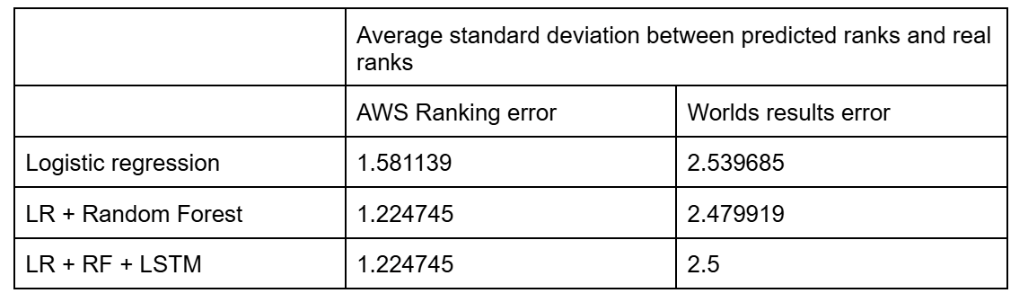 Average standard deviation between predicted ranks and real
ranks
AWS Ranking error Worlds results error
Logistic regression 1.581139 2.539685
LR + Random Forest 1.224745 2.479919
LR + RF + LSTM 1.224745 2.5